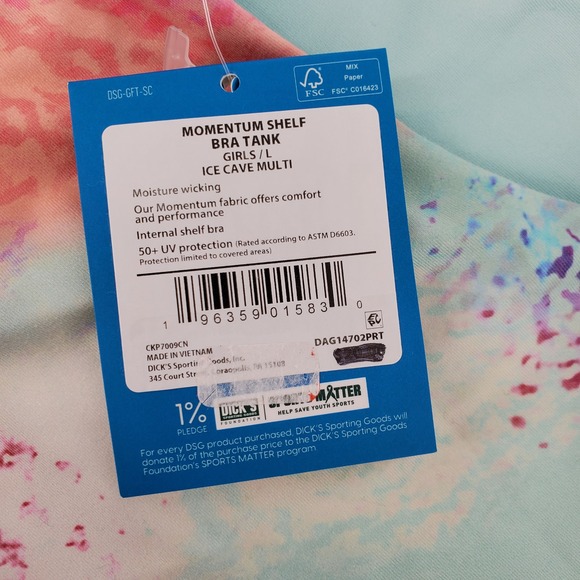 DSG-GFT-SC
FSC
MIX
Paper
FSC® C016423
MOMENTUM SHELF
BRA TANK
GIRLS / L
ICE CAVE MULTI
Moisture wicking
Our Momentum fabric offers comfort
and performance
Internal shelf bra
50+ UV protection (Rated according to ASTM D6603.
Protection limited to covered areas)
1 96359 01583 0
CKP7009CN
MADE IN VIETNAM
DICK'S Sporting Goods, Inc.
345 Court Street, Coraopolis, PA 15108
DAG14702PRT
1%
PLEDGE
DICK'S
FOUNDATION
SPORTS MATTER
HELP SAVE YOUTH SPORTS
For every DSG product purchased, DICK'S Sporting Goods will
donate 1% of the purchase price to the DICK'S Sporting Goods
Foundation's SPORTS MATTER program